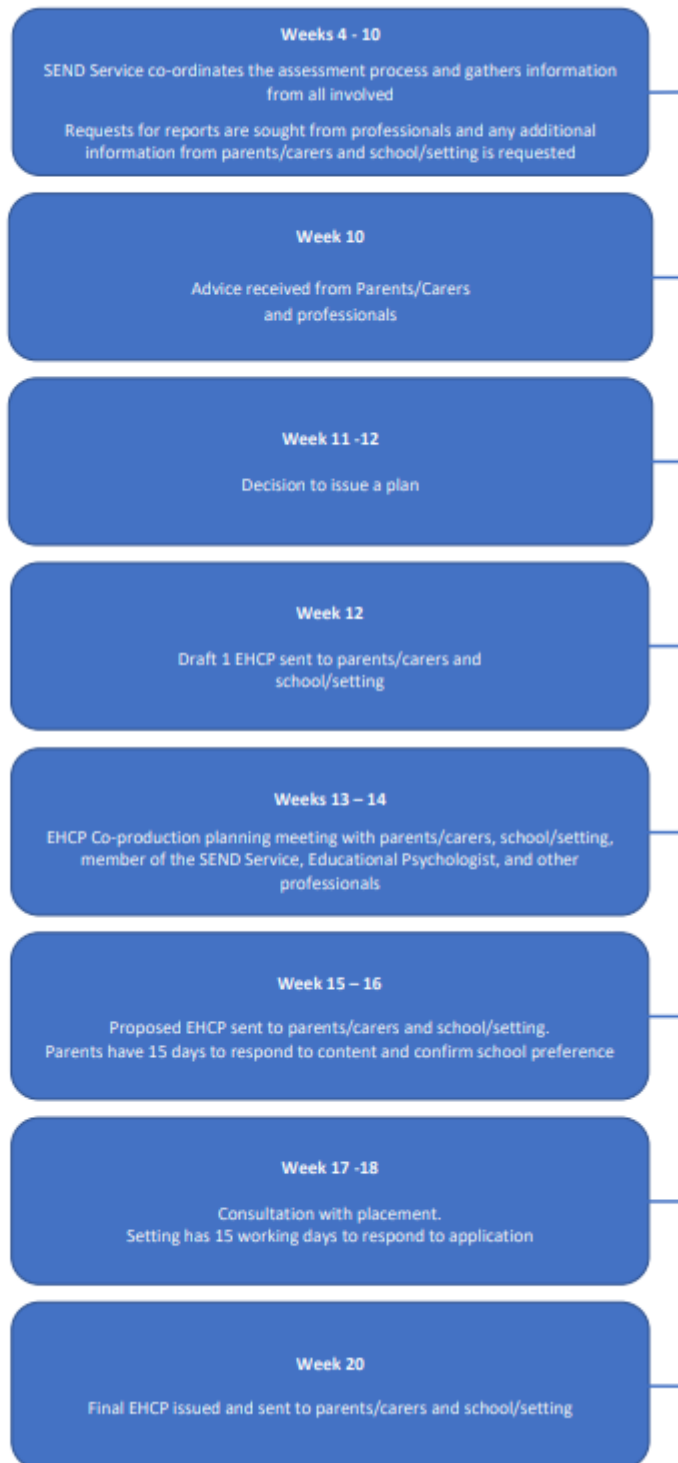 Weeks 4 - 10
SEND Service co-ordinates the assessment process and gathers information
from all involved
Requests for reports are sought from professionals and any additional
information from parents/carers and school/setting is requested
Week 10
Advice received from Parents/Carers
and professionals
Week 11 -12
Decision to issue a plan
Week 12
Draft 1 EHCP sent to parents/carers and
school/setting
Weeks 13 – 14
EHCP Co-production planning meeting with parents/carers, school/setting,
member of the SEND Service, Educational Psychologist, and other
professionals
Week 15 – 16
Proposed EHCP sent to parents/carers and school/setting.
Parents have 15 days to respond to content and confirm school preference
Week 17 -18
Consultation with placement.
Setting has 15 working days to respond to application
Week 20
Final EHCP issued and sent to parents/carers and school/setting